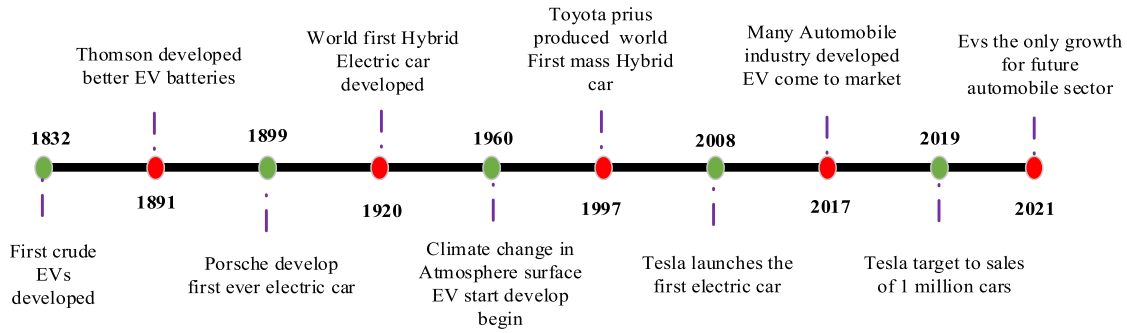 Thomson developed
better EV batteries
World first Hybrid
Electric car
developed
Toyota prius
produced world
First mass Hybrid
car
Many Automobile
industry developed
EV come to market
Evs the only growth
for future
automobile sector
1832
1899
1960
2008
2019
1891
1920
1997
2017
2021
First crude
EVs
developed
Porsche develop
first ever electric car
Climate change in
Atmosphere surface
EV start develop
begin
Tesla launches the
first electric car
Tesla target to sales
of 1 million cars